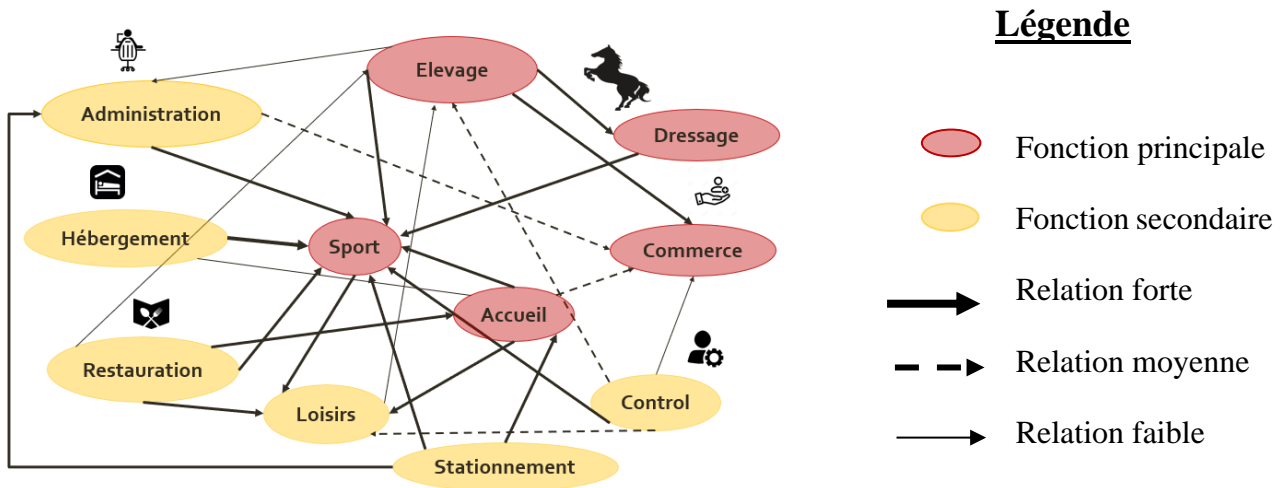 Légende
Elevage
Administration
Dressage
Fonction principale
Hébergement
Sport
Commerce
Fonction secondaire
Accueil
Relation forte
Restauration
Relation moyenne
Loisirs
Control
Relation faible
Stationnement